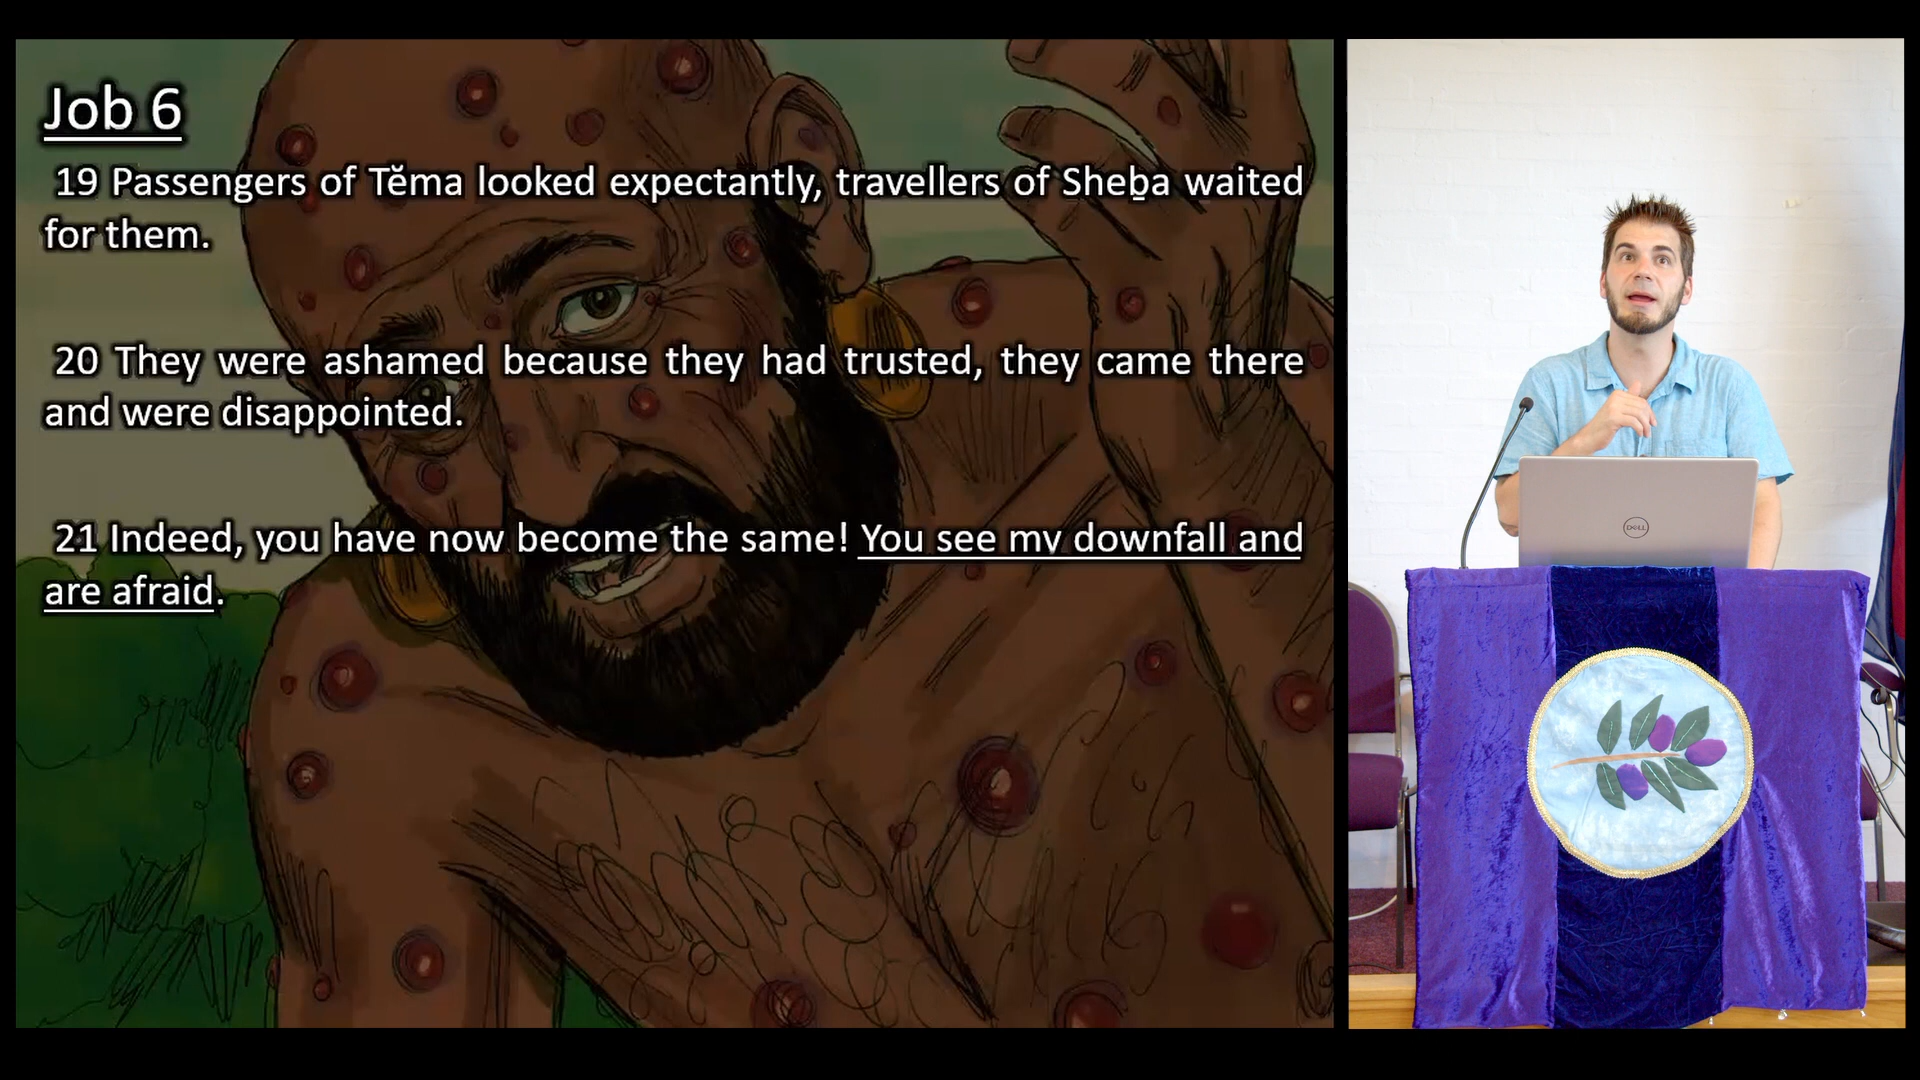 Job 6
19 Passengers of Tĕma looked expectantly, travellers of Sheḇa waited
for them.
20 They were ashamed because they had trusted, they came there
and were disappointed.
21 Indeed, you have now become the same! You see my downfall and
are afraid.
DELL